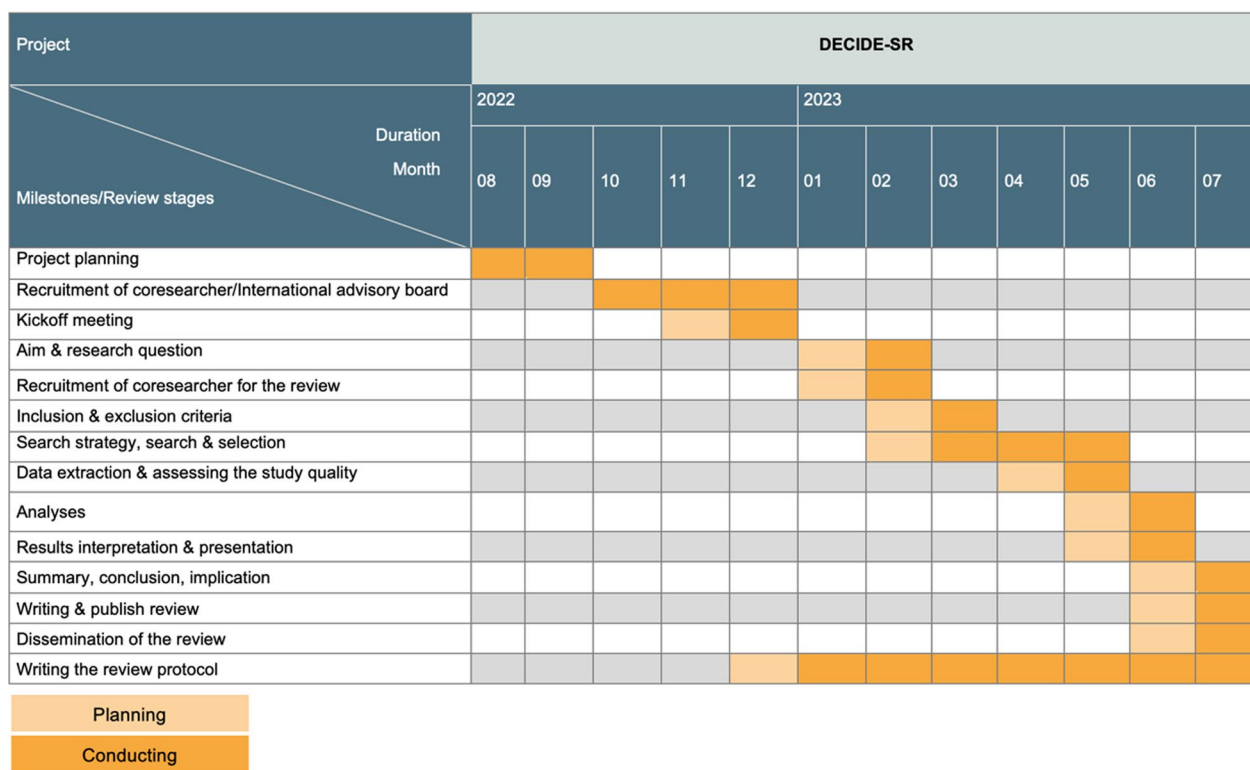 Project
DECIDE-SR
2022
2023
Duration
Month
Milestones/Review stages
08 09 10 11 12 01 02 03 04 05 06 07
Project planning
Recruitment of coresearcher/International advisory board
Kickoff meeting
Aim & research question
Recruitment of coresearcher for the review
Inclusion & exclusion criteria
Search strategy, search & selection
Data extraction & assessing the study quality
Analyses
Results interpretation & presentation
Summary, conclusion, implication
Writing & publish review
Dissemination of the review
Writing the review protocol
Planning
Conducting